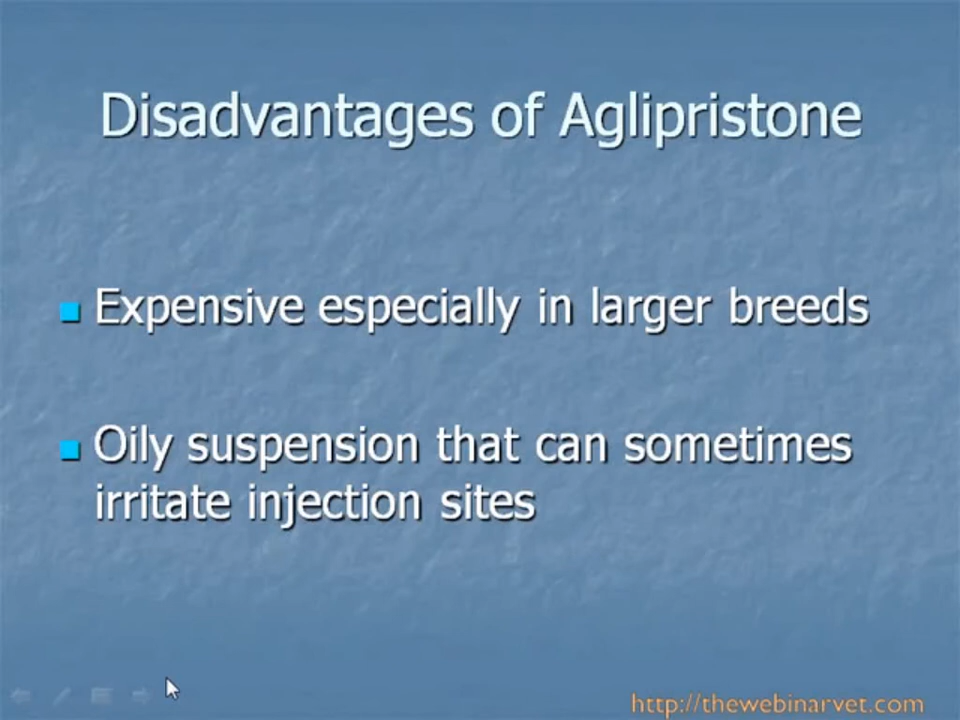 Disadvantages of Aglipristone
Expensive especially in larger breeds
Oily suspension that can sometimes
irritate injection sites
http://thewebinarvet.com